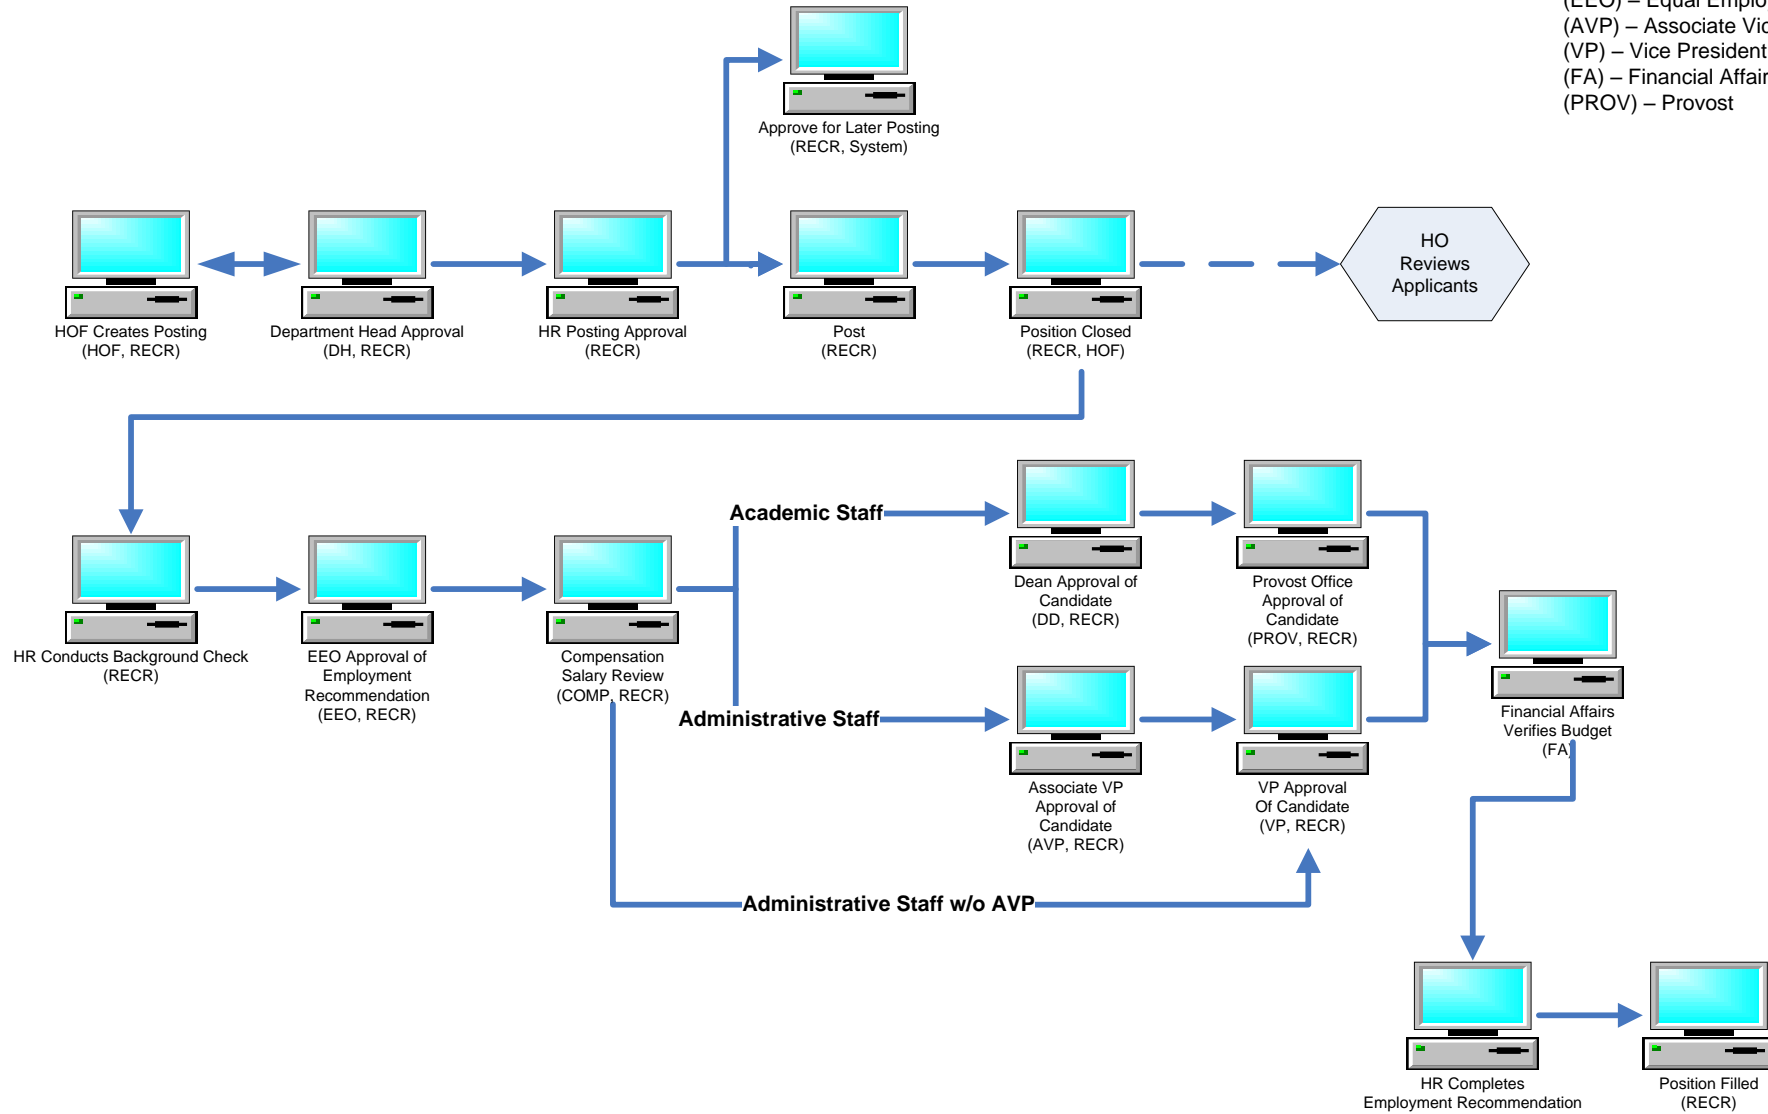 (EEO) – Equal
(AVP) – Associate
(VP) – Vice President
(FA) – Financial
(PROV) – Provost
Approve for Later Posting
(RECR, System)
HOF Creates Posting
(HOF, RECR)
Department Head Approval
(DH, RECR)
HR Posting Approval
(RECR)
Post
(RECR)
Position Closed
(RECR, HOF)
HO
Reviews
Applicants
Academic Staff
Administrative Staff
Administrative Staff w/o AVP
HR Conducts Background Check
(RECR)
EEO Approval of
Employment
Recommendation
(EEO, RECR)
Compensation
Salary Review
(COMP, RECR)
Dean Approval of
Candidate
(DD, RECR)
Provost Office
Approval of
Candidate
(PROV, RECR)
Associate VP
Approval of
Candidate
(AVP, RECR)
VP Approval
Of Candidate
(VP, RECR)
Financial Affairs
Verifies Budget
(FA)
HR Completes
Employment Recommendation
Position Filled
(RECR)